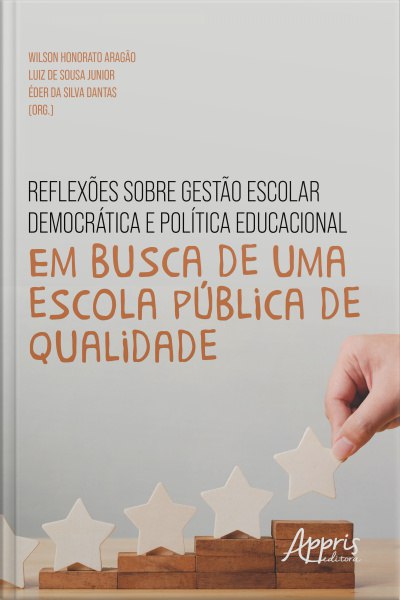 WILSON HONORATO ARAGÃO
LUIZ DE SOUSA JUNIOR
ÉDER DA SILVA DANTAS
(ORG.)
REFLEXÕES SOBRE GESTÃO ESCOLAR
DEMOCRÁTICA E POLÍTICA EDUCACIONAL
EM BUSCA DE UMA
ESCOLA PÚBLICA DE
QUALIDADE
Appris
editora